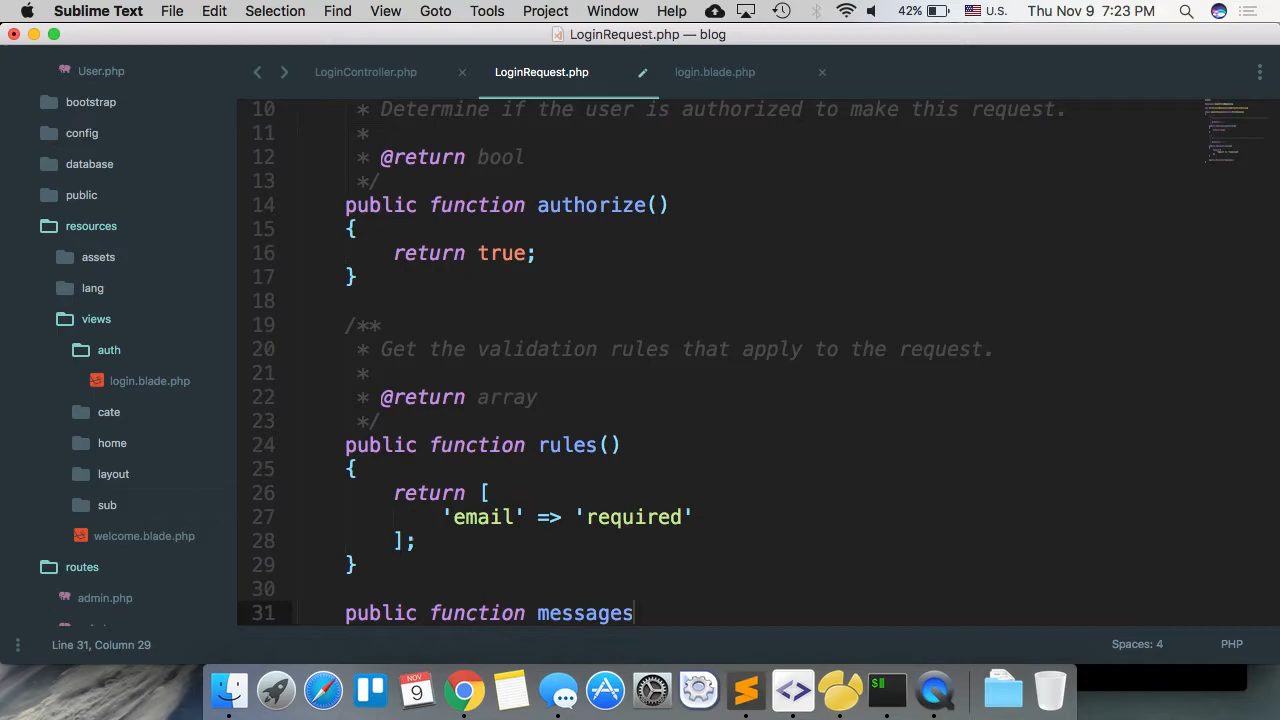 Sublime Text File Edit Selection Find View Goto Tools Project Window Help 42% U.S. Thu Nov 9 7:23 PM
LoginRequest.php — blog
User.php
bootstrap
config
database
public
resources
assets
lang
views
auth
login.blade.php
cate
home
layout
sub
welcome.blade.php
routes
admin.php
LoginController.php LoginRequest.php login.blade.php
10 * Determine if the user is authorized to make this request.
11 *
12 * @return bool
13 */
14 public function authorize()
15 {
16 return true;
17 }
18
19 /**
20 * Get the validation rules that apply to the request.
21 *
22 * @return array
23 */
24 public function rules()
25 {
26 return [
27 'email' => 'required'
28 ];
29 }
30
31 public function messages
Line 31, Column 29 Spaces: 4 PHP
NOV
9
$